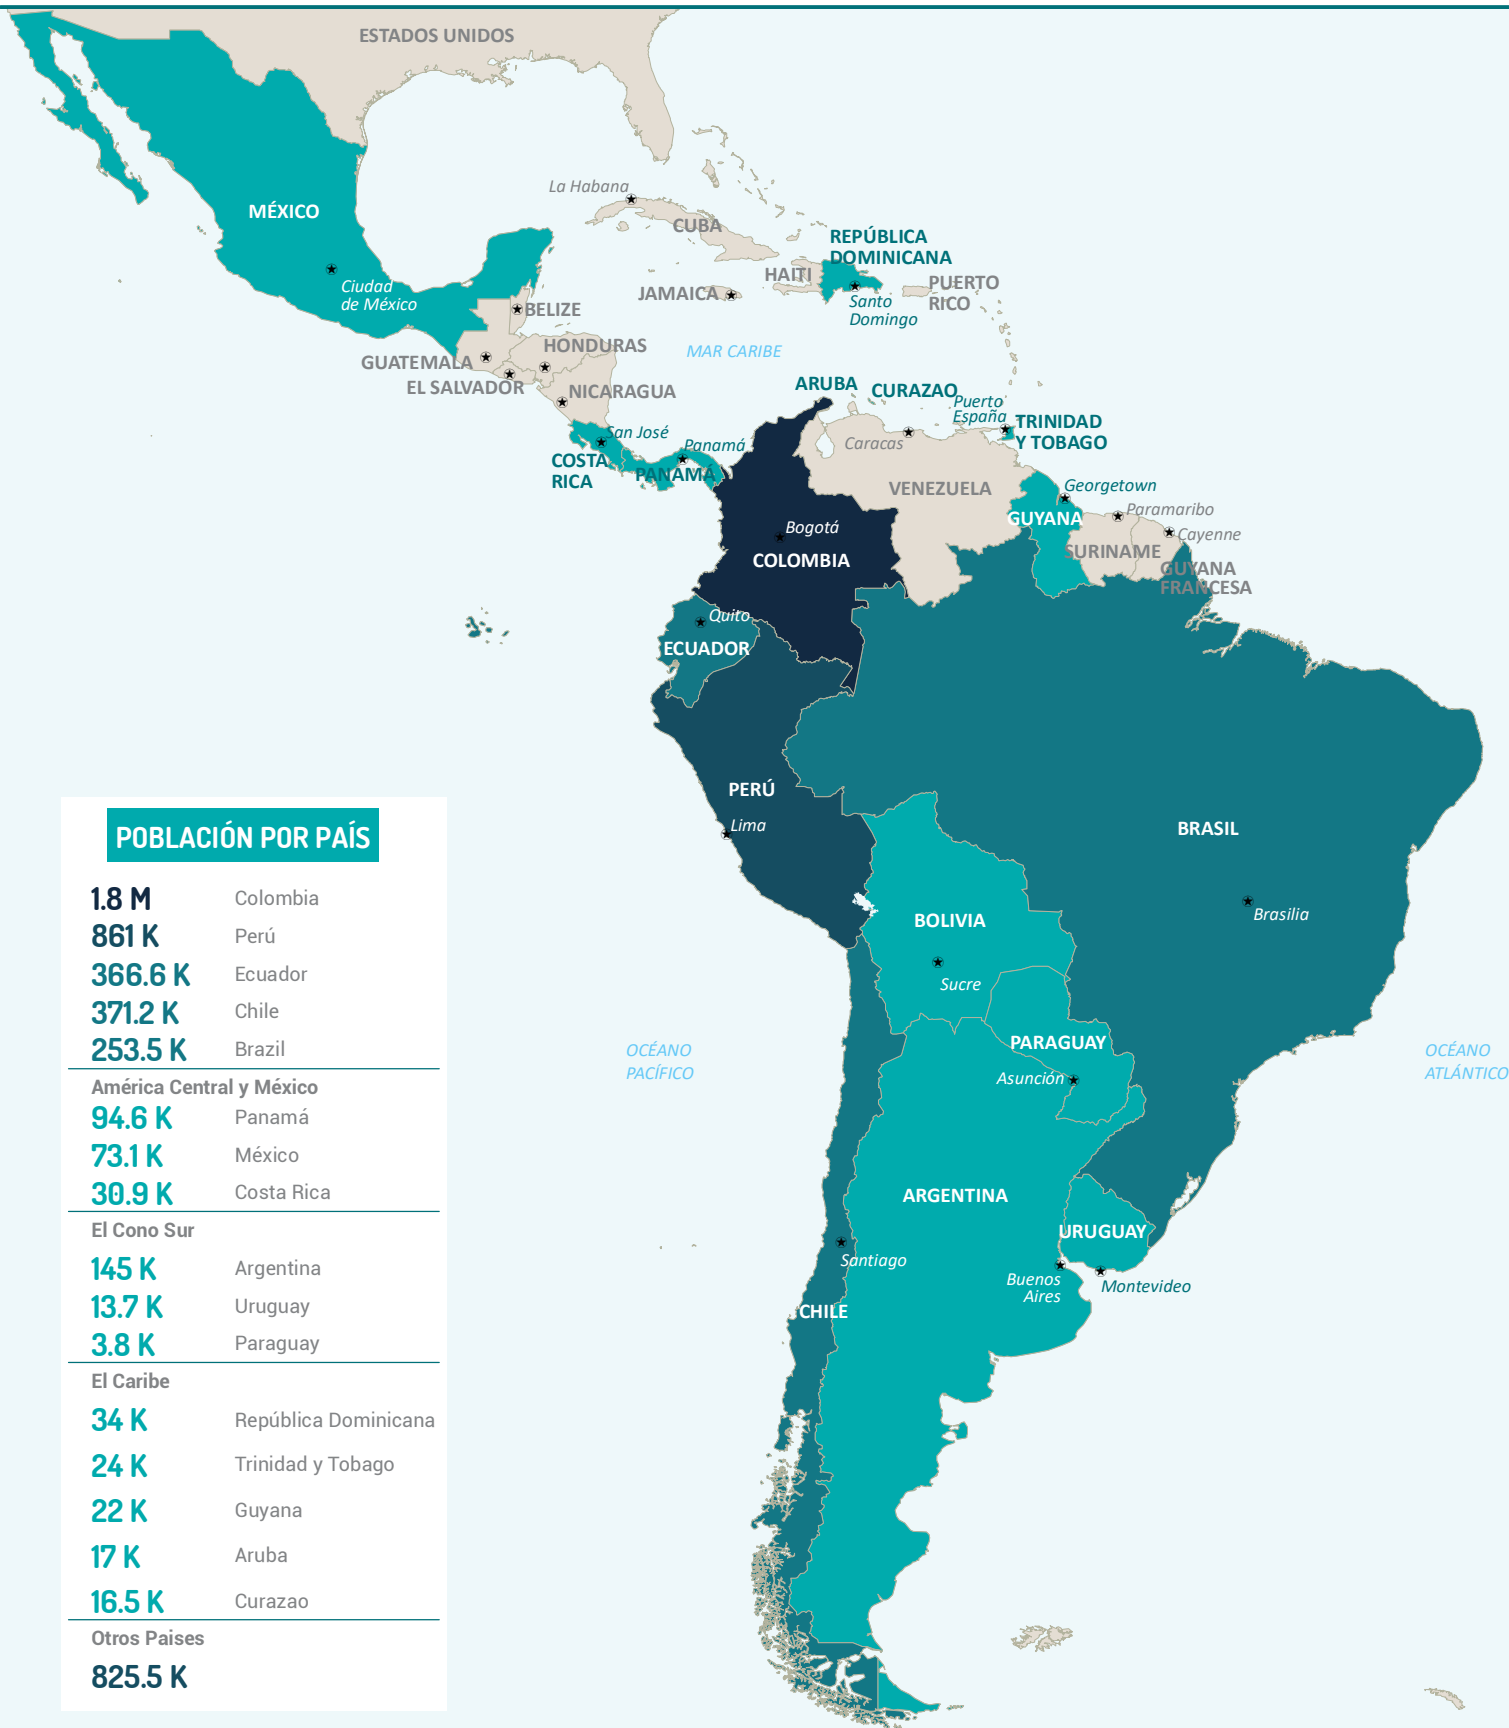 ESTADOS UNIDOS
La Habana
MÉXICO
CUBA
REPÚBLICA
DOMINICANA
HAITI
PUERTO
RICO
Ciudad
de México
JAMAICA
Santo
Domingo
BELIZE
HONDURAS
MAR CARIBE
GUATEMALA
EL SALVADOR
NICARAGUA
ARUBA
CURAZAO
Puerto
España
TRINIDAD
Y TOBAGO
San José
Panamá
Caracas
COSTA
RICA
PANAMÁ
VENEZUELA
Georgetown
GUYANA
Paramaribo
Bogotá
Cayenne
COLOMBIA
SURINAME
GUYANA
FRANCESA
Quito
ECUADOR
PERÚ
Lima
BRASIL
Brasilia
BOLIVIA
Sucre
PARAGUAY
Asunción
OCÉANO
PACÍFICO
OCÉANO
ATLÁNTICO
ARGENTINA
URUGUAY
Santiago
Buenos
Aires
Montevideo
CHILE
POBLACIÓN POR PAÍS
1.8 M Colombia
861 K Perú
366.6 K Ecuador
371.2 K Chile
253.5 K Brazil
América Central y México
94.6 K Panamá
73.1 K México
30.9 K Costa Rica
El Cono Sur
145 K Argentina
13.7 K Uruguay
3.8 K Paraguay
El Caribe
34 K República Dominicana
24 K Trinidad y Tobago
22 K Guyana
17 K Aruba
16.5 K Curazao
Otros Paises
825.5 K